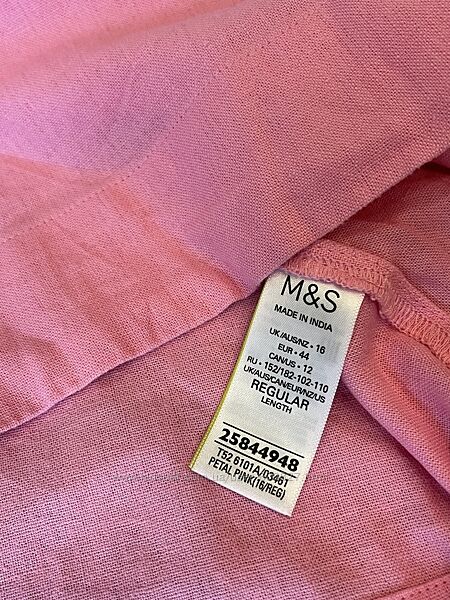 M&S
MADE IN INDIA
UK/AUS/NZ • 16
EUR • 44
CAN/US • 12
RU • 152/182-102-110
UK/AUS/CAN/EUR/NZ/US
REGULAR
LENGTH
25844948
T52 6101A/03461
PETAL PINK(16/REG)